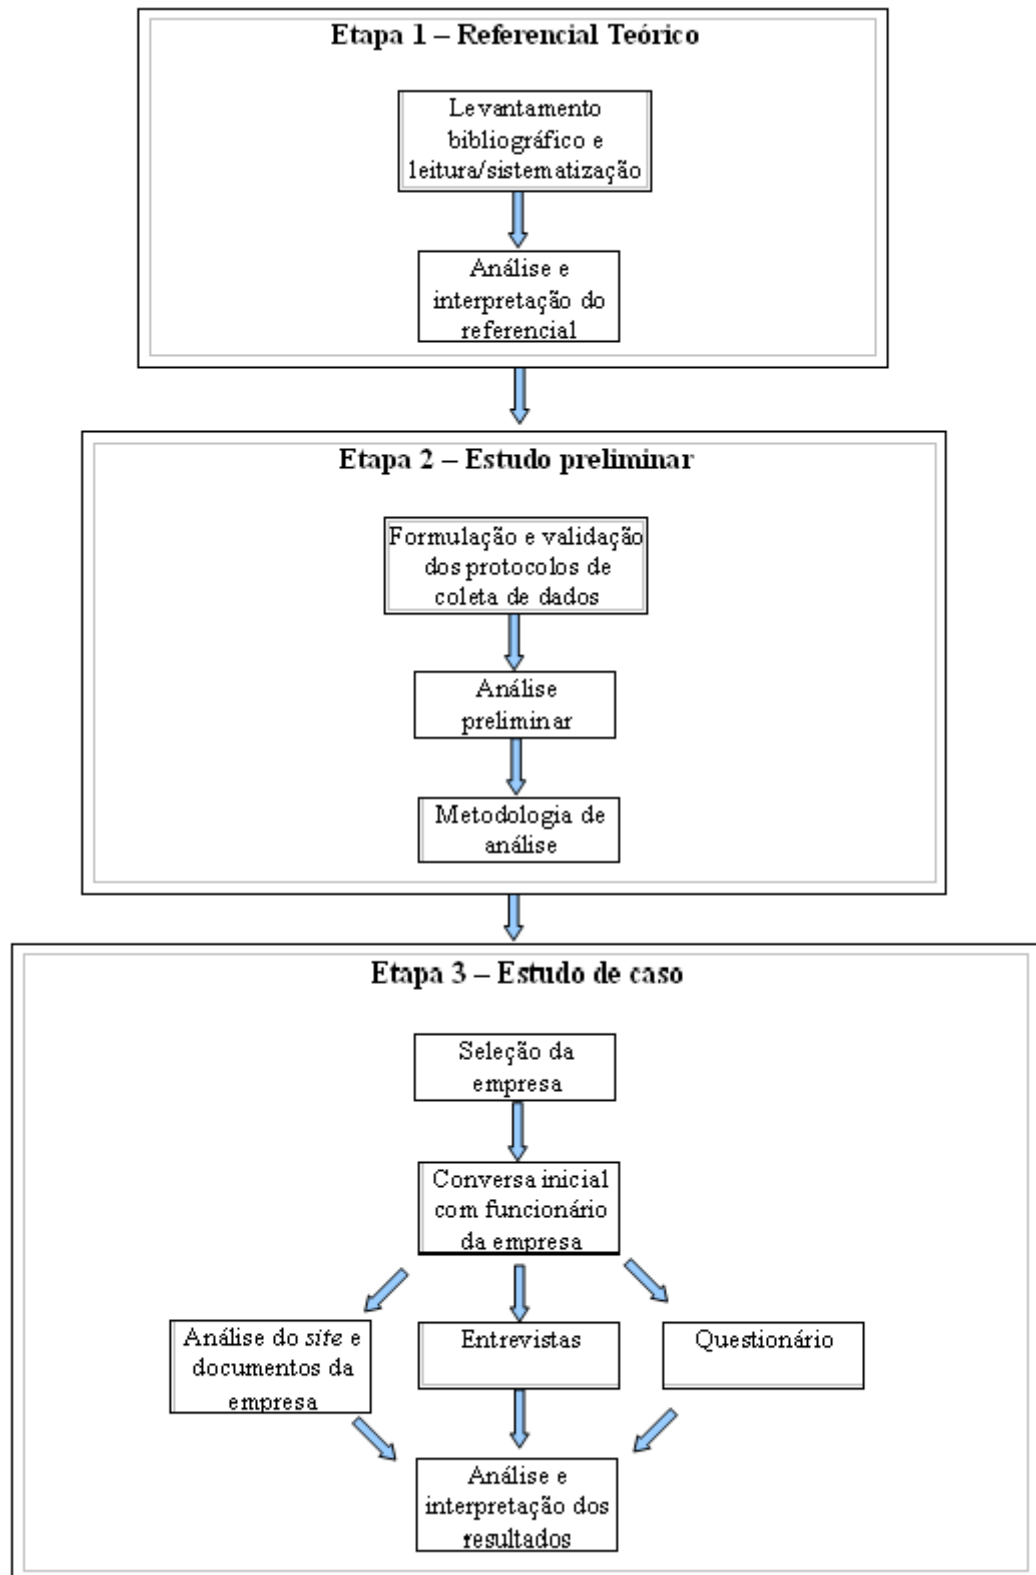 Etapa 1 – Referencial Teórico
Levantamento
bibliográfico e
leitura/sistematização
Análise e
interpretação do
referencial
Etapa 2 – Estudo preliminar
Formulação e validação
dos protocolos de
coleta de dados
Análise
preliminar
Metodologia de
análise
Etapa 3 – Estudo de caso
Seleção da
empresa
Conversa inicial
com funcionário
da empresa
Análise do site e
documentos da
empresa
Entrevistas
Questionário
Análise e
interpretação dos
resultados